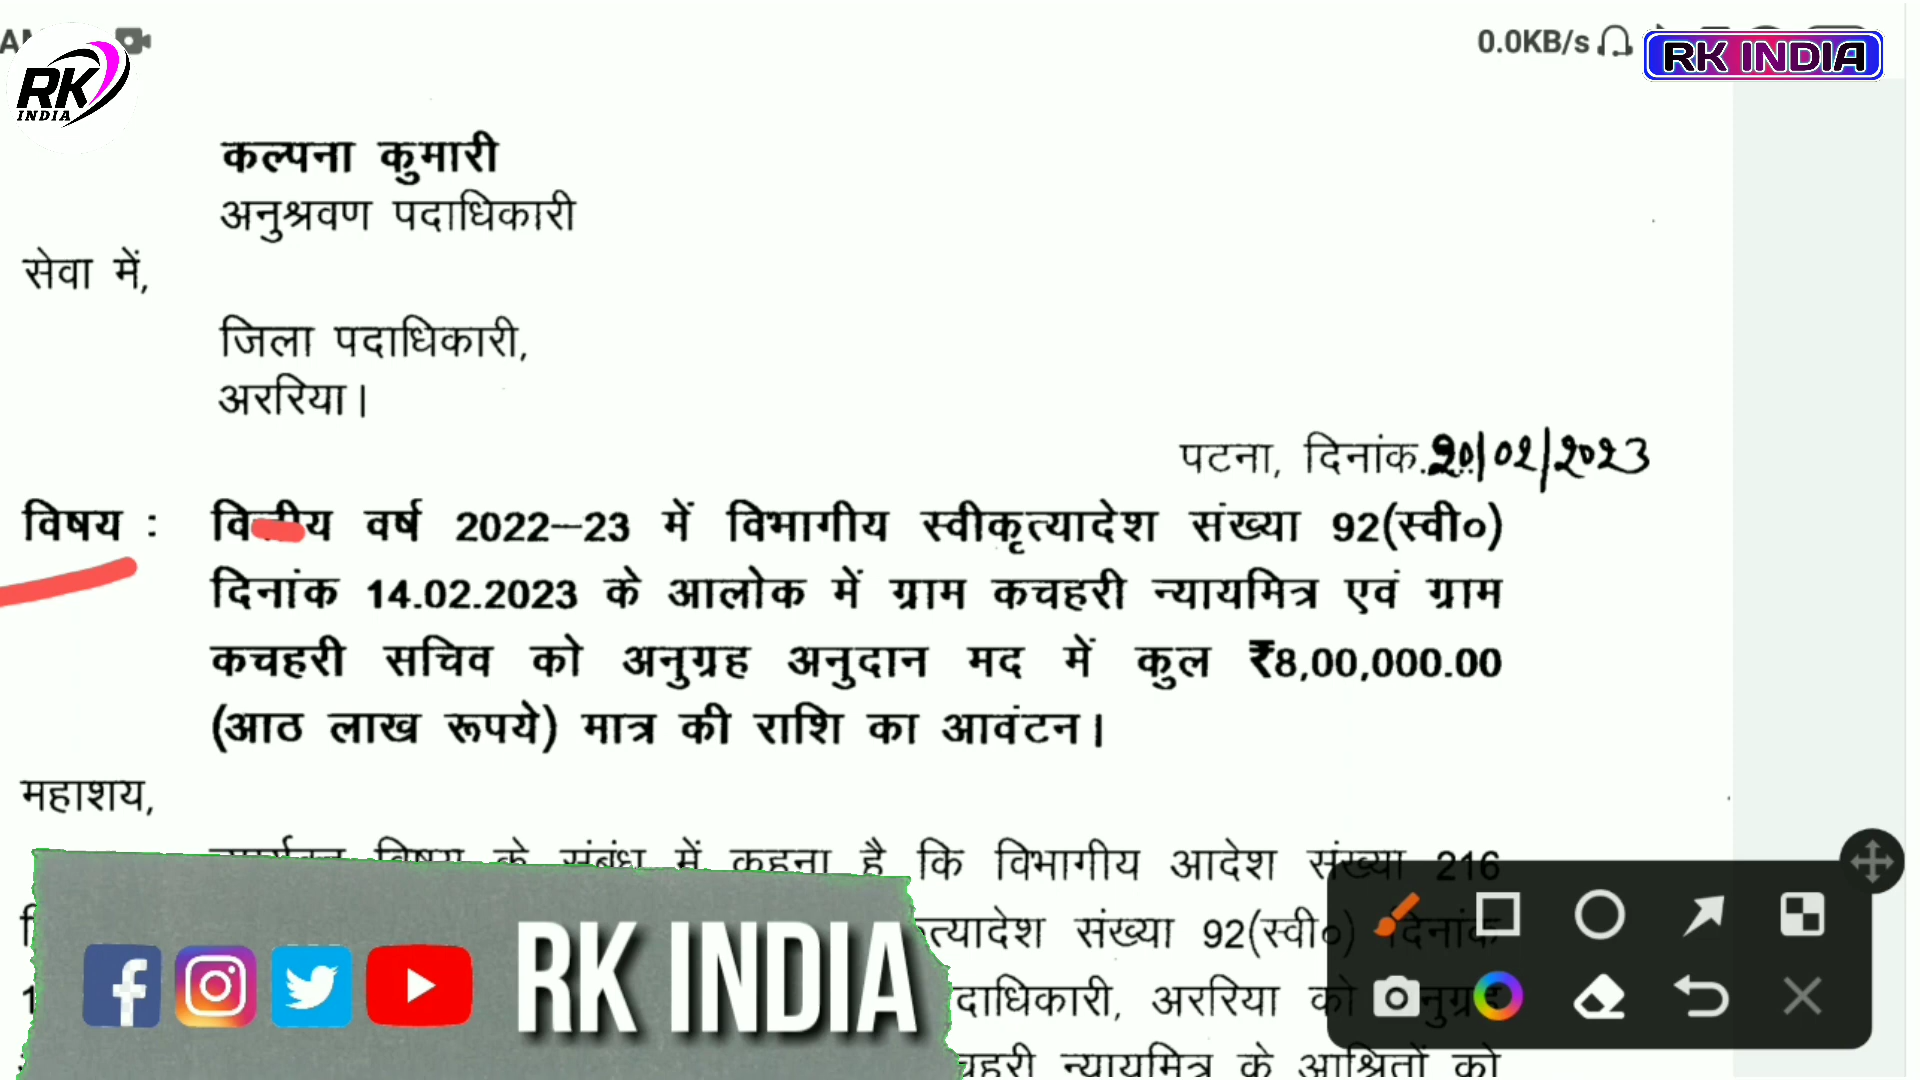 0.0KB/s
RK INDIA
RK
INDIA
कल्पना कुमारी
अनुश्रवण पदाधिकारी
सेवा में,
जिला पदाधिकारी,
अररिया।
पटना, दिनांक..20/02/2023
विषय : वित्तीय वर्ष 2022–23 में विभागीय स्वीकृत्यादेश संख्या 92(स्वी०)
दिनांक 14.02.2023 के आलोक में ग्राम कचहरी न्यायमित्र एवं ग्राम
कचहरी सचिव को अनुग्रह अनुदान मद में कुल ₹8,00,000.00
(आठ लाख रूपये) मात्र की राशि का आवंटन।
महाशय,
विषय के संबंध में कहना है कि विभागीय आदेश संख्या 216
संख्या 92(स्वी०) दिनांक
अररिया को
न्यायमित्र के आश्रितों को
RK INDIA